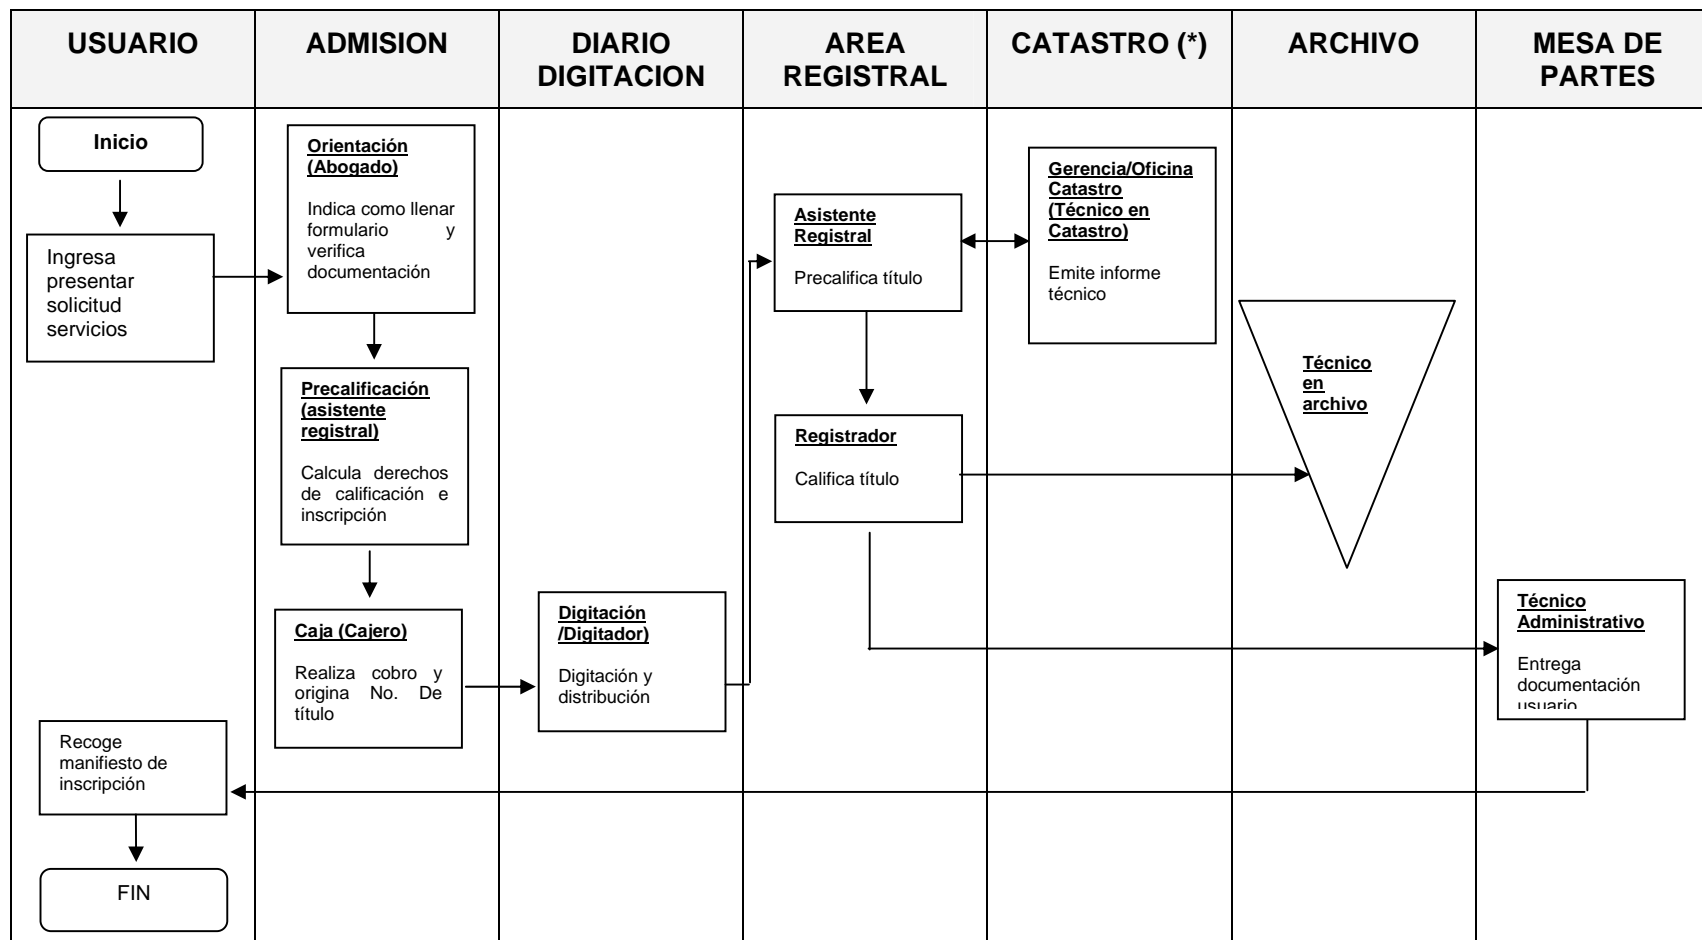 USUARIO
ADMISION
DIARIO
DIGITACION
AREA
REGISTRAL
CATASTRO (*)
ARCHIVO
MESA DE
PARTES
Inicio
Ingresa
presentar
solicitud
servicios
Orientación
(Abogado)
Indica como llenar
formulario y
verifica
documentación
Precalificación
(asistente
registral)
Calcula derechos
de calificación e
inscripción
Caja (Cajero)
Realiza cobro y
origina No. De
título
Digitación
/Digitador)
Digitación y
distribución
Asistente
Registral
Precalifica título
Gerencia/Oficina
Catastro
(Técnico en
Catastro)
Emite informe
técnico
Registrador
Califica título
Técnico
en
archivo
Técnico
Administrativo
Entrega
documentación
usuario
Recoge
manifiesto de
inscripción
FIN